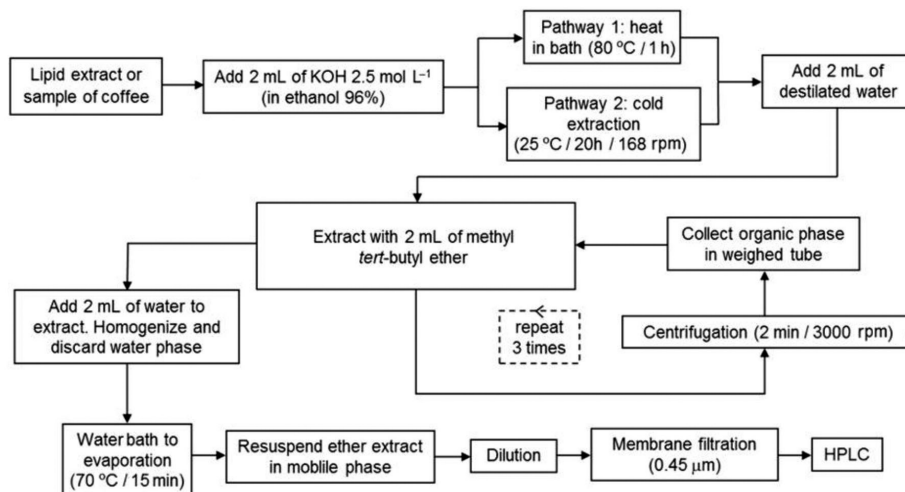 Lipid extract or
sample of coffee
Add 2 mL of KOH 2.5 mol L⁻¹
(in ethanol 96%)
Pathway 1: heat
in bath (80 ºC / 1 h)
Pathway 2: cold
extraction
(25 ºC / 20h / 168 rpm)
Add 2 mL of
destilated water
Extract with 2 mL of methyl
tert-butyl ether
Collect organic phase
in weighed tube
Centrifugation (2 min / 3000 rpm)
repeat
3 times
Add 2 mL of water to
extract. Homogenize and
discard water phase
Water bath to
evaporation
(70 ºC / 15 min)
Resuspend ether extract
in moblile phase
Dilution
Membrane filtration
(0.45 µm)
HPLC